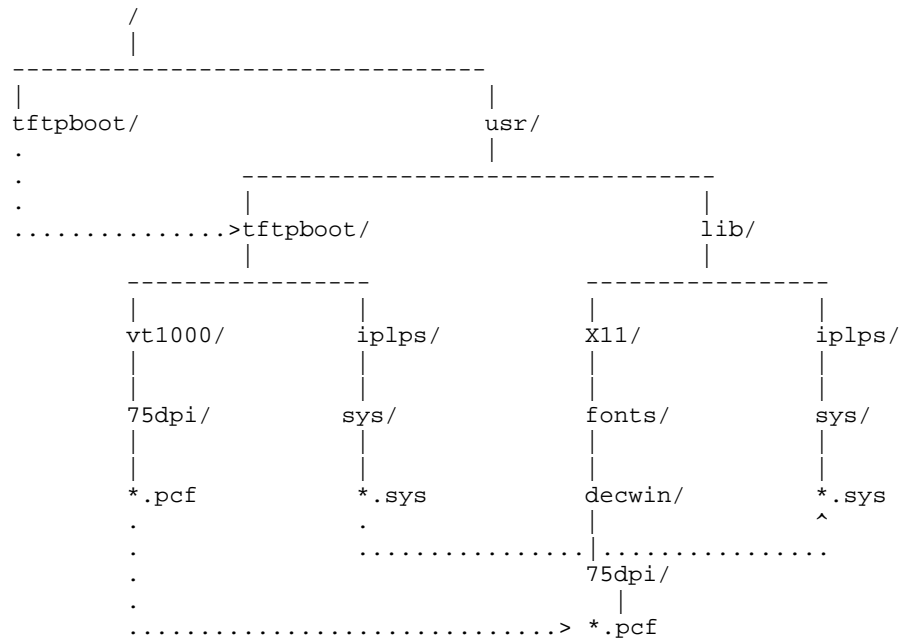 /
|
---------------------------------
| |
tftpboot/ usr/
. |
. ---------------------------------
. | |
...............>tftpboot/ lib/
| |
----------------- -----------------
| | | |
vt1000/ iplps/ X11/ iplps/
| | | |
| | | |
75dpi/ sys/ fonts/ sys/
| | | |
| | | |
*.pcf *.sys decwin/ *.sys
. . | ^
. ................|................
. 75dpi/
. |
..............................> *.pcf